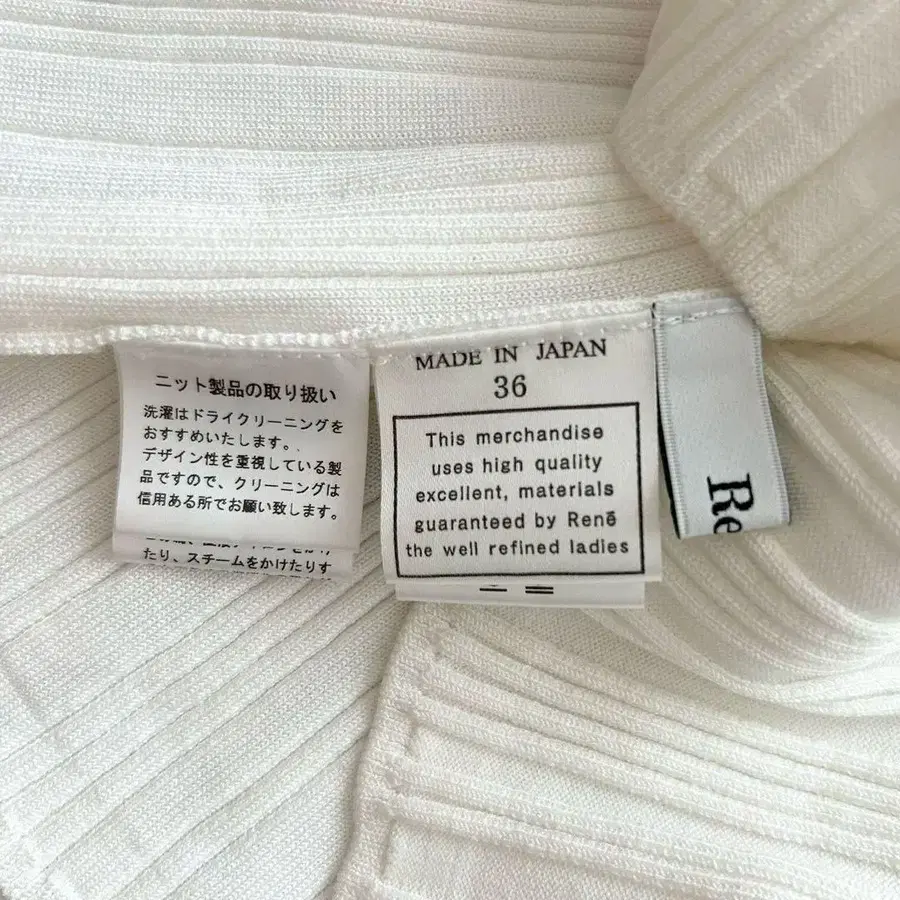 ニット製品の取り扱い
洗濯はドライクリーニングを
おすすめいたします。
デザイン性を重視している製
品ですので、クリーニングは
信用ある所でお願い致します。
たり、スチームをかけたりす
MADE IN JAPAN
36
This merchandise
uses high quality
excellent, materials
guaranteed by Renē
the well refined ladies
Re